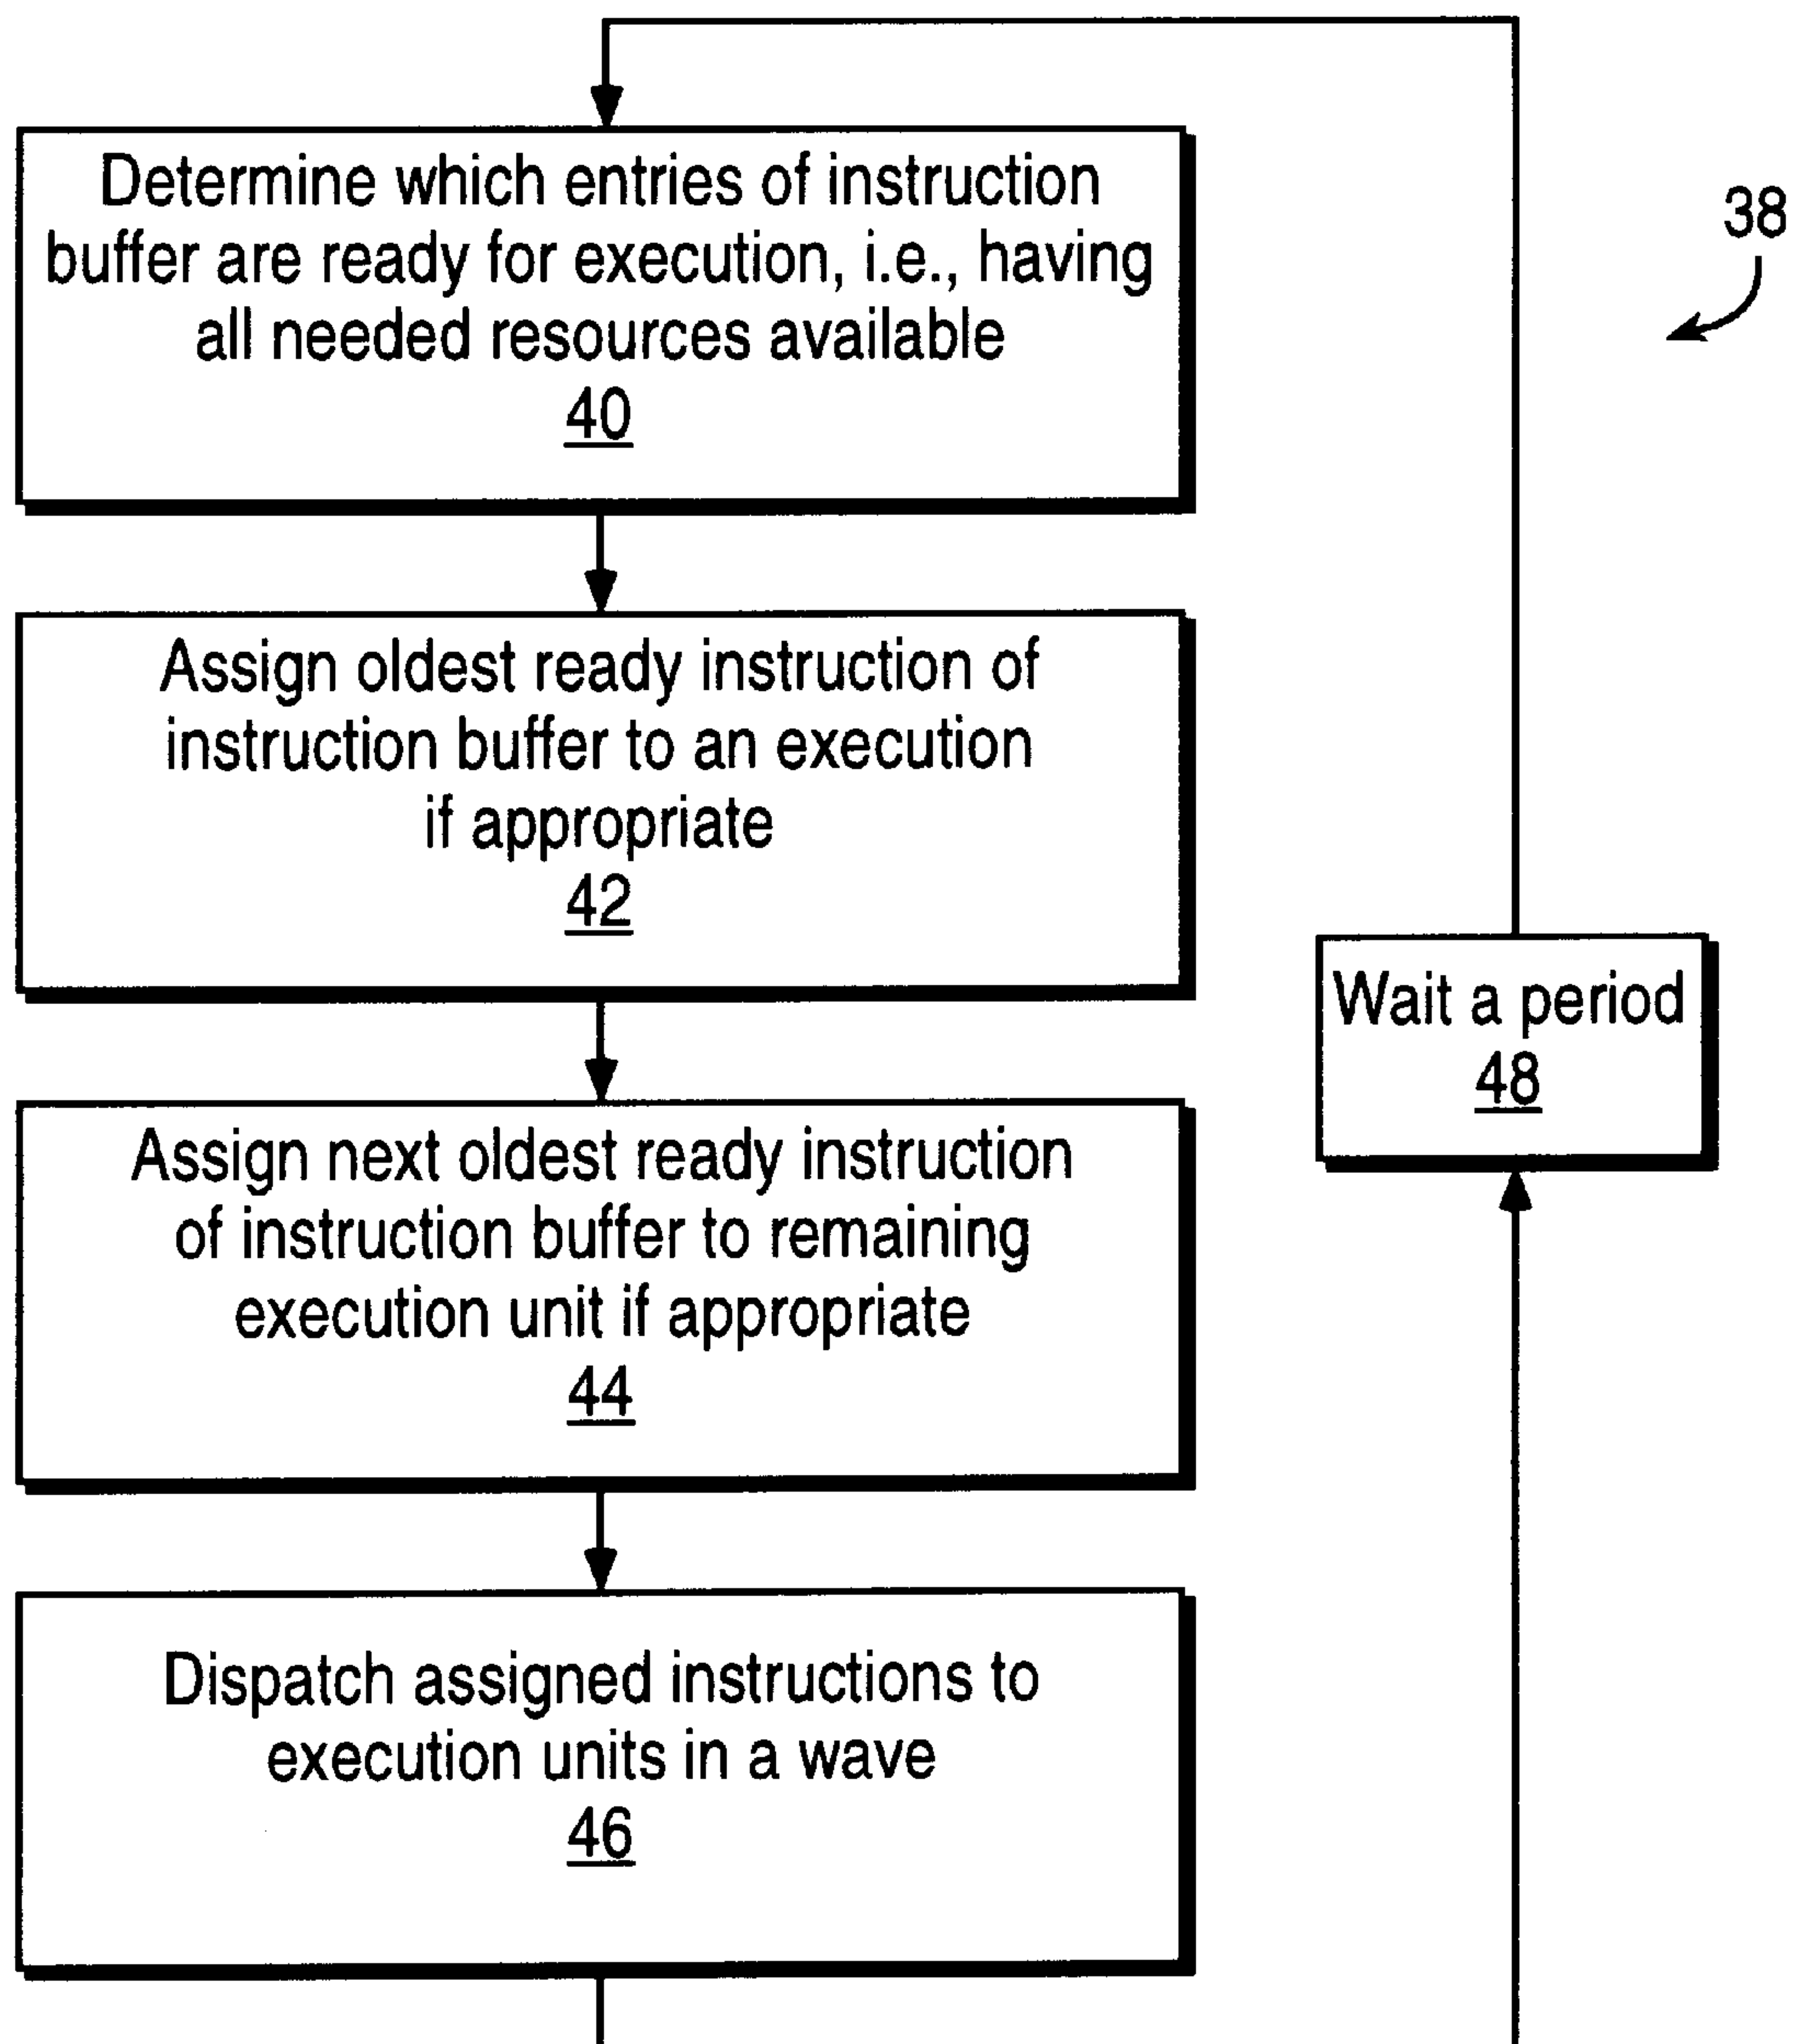 Determine which entries of instruction
buffer are ready for execution, i.e., having
all needed resources available
40
38
Assign oldest ready instruction of
instruction buffer to an execution
if appropriate
42
Wait a period
48
Assign next oldest ready instruction
of instruction buffer to remaining
execution unit if appropriate
44
Dispatch assigned instructions to
execution units in a wave
46